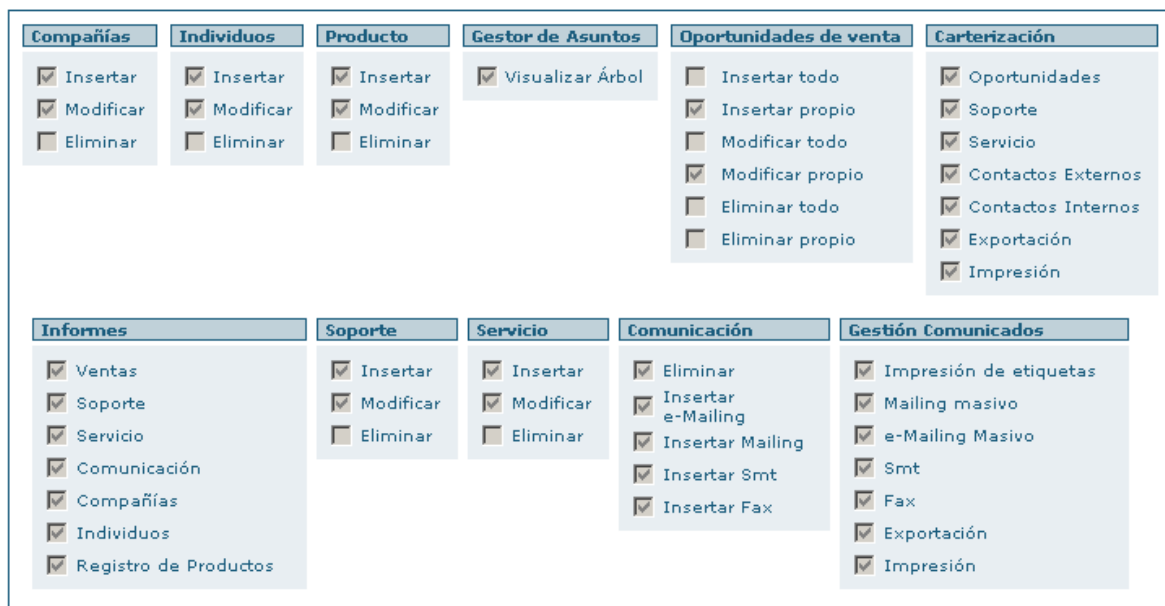 Compañías
Insertar
Modificar
Eliminar
Individuos
Insertar
Modificar
Eliminar
Producto
Insertar
Modificar
Eliminar
Gestor de Asuntos
Visualizar Árbol
Oportunidades de venta
Insertar todo
Insertar propio
Modificar todo
Modificar propio
Eliminar todo
Eliminar propio
Carterización
Oportunidades
Soporte
Servicio
Contactos Externos
Contactos Internos
Exportación
Impresión
Informes
Ventas
Soporte
Servicio
Comunicación
Compañías
Individuos
Registro de Productos
Soporte
Insertar
Modificar
Eliminar
Servicio
Insertar
Modificar
Eliminar
Comunicación
Eliminar
Insertar
e-Mailing
Insertar Mailing
Insertar Smt
Insertar Fax
Gestión Comunicados
Impresión de etiquetas
Mailing masivo
e-Mailing Masivo
Smt
Fax
Exportación
Impresión